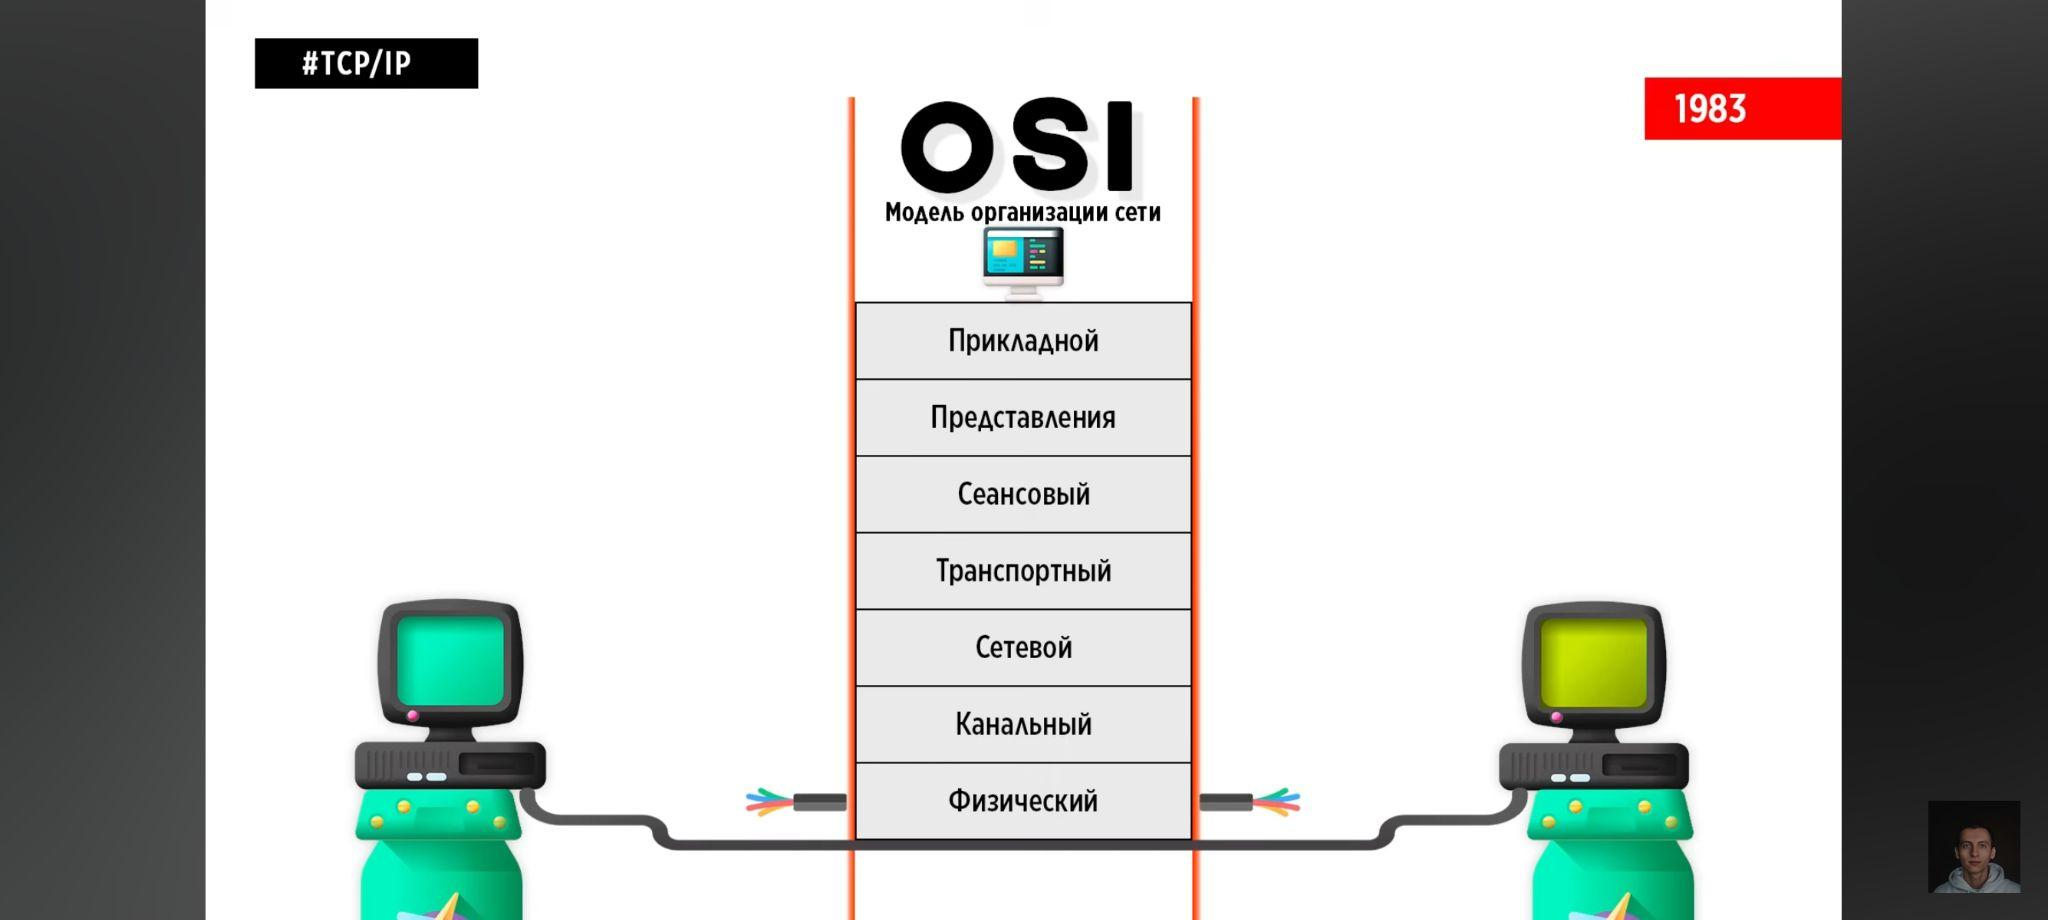 #TCP/IP
1983
OSI
Модель организации сети
Прикладной
Представления
Сеансовый
Транспортный
Сетевой
Канальный
Физический